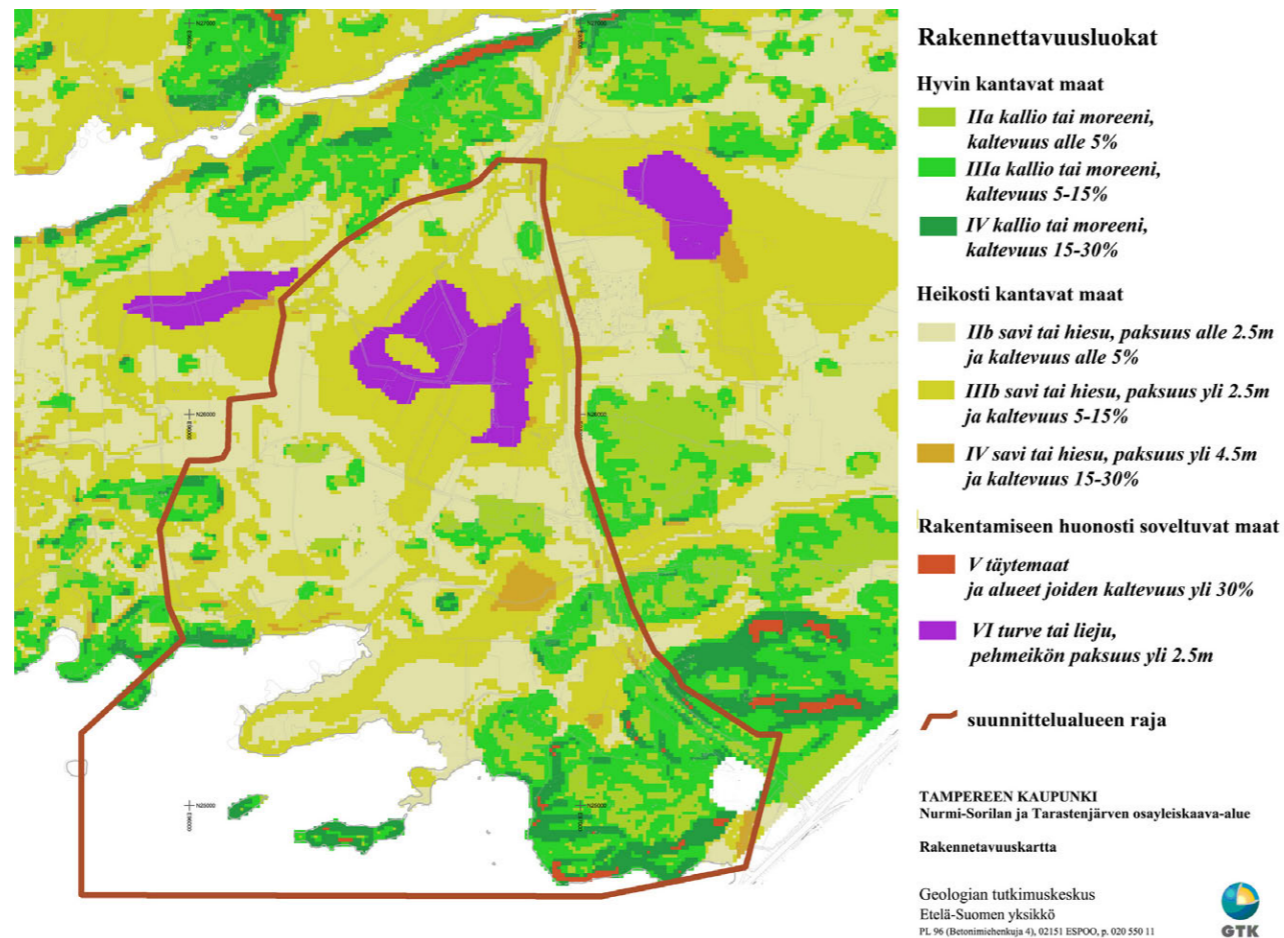 Rakennettavuusluokat
Hyvin kantavat maat
IIa kallio tai moreeni,
kaltevuus alle 5%
IIIa kallio tai moreeni,
kaltevuus 5-15%
IV kallio tai moreeni,
kaltevuus 15-30%
Heikosti kantavat maat
IIb savi tai hiesu, paksuus alle 2.5m
ja kaltevuus alle 5%
IIIb savi tai hiesu, paksuus yli 2.5m
ja kaltevuus 5-15%
IV savi tai hiesu, paksuus yli 4.5m
ja kaltevuus 15-30%
Rakentamiseen huonosti soveltuvat maat
V täytemaat
ja alueet joiden kaltevuus yli 30%
VI turve tai lieju,
pehmeikön paksuus yli 2.5m
suunnittelualueen raja
TAMPEREEN KAUPUNKI
Nurmi-Sorilan ja Tarastenjärven osayleiskaava-alue
Rakennetavuuskartta
Geologian tutkimuskeskus
Etelä-Suomen yksikkö
PL 96 (Betonimiehenkuja 4), 02151 ESPOO, p. 020 550 11
GTK
N27000
N26000
N26000
N25000
N25000